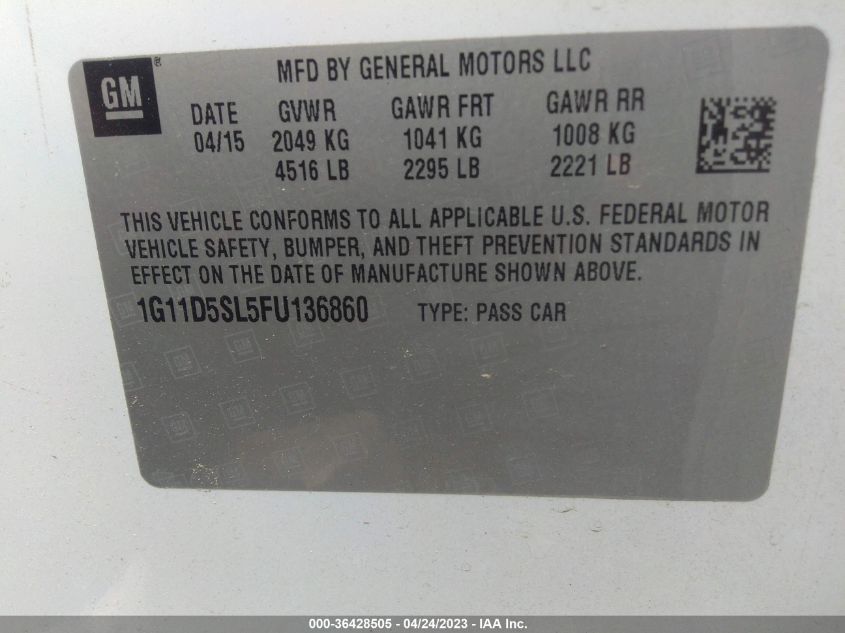 GM
MFD BY GENERAL MOTORS LLC
DATE GVWR GAWR FRT GAWR RR
04/15 2049 KG 1041 KG 1008 KG
4516 LB 2295 LB 2221 LB
THIS VEHICLE CONFORMS TO ALL APPLICABLE U.S. FEDERAL MOTOR
VEHICLE SAFETY, BUMPER, AND THEFT PREVENTION STANDARDS IN
EFFECT ON THE DATE OF MANUFACTURE SHOWN ABOVE.
1G11D5SL5FU136860 TYPE: PASS CAR
000-36428505 - 04/24/2023 - IAA Inc.